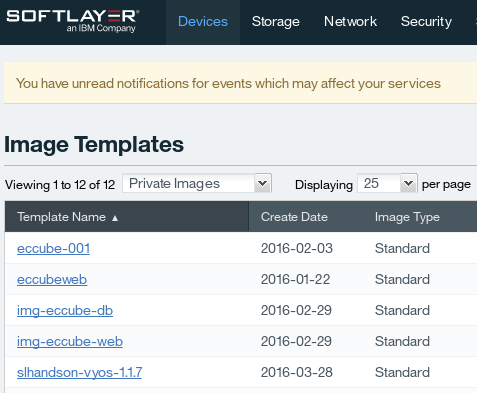 SOFTLAYER®
an IBM Company
Devices Storage Network Security
You have unread notifications for events which may affect your services
Image Templates
Viewing 1 to 12 of 12 Private Images Displaying 25 per page
Template Name ▲ Create Date Image Type
eccube-001 2016-02-03 Standard
eccubeweb 2016-01-22 Standard
img-eccube-db 2016-02-29 Standard
img-eccube-web 2016-02-29 Standard
slhandson-vyos-1.1.7 2016-03-28 Standard